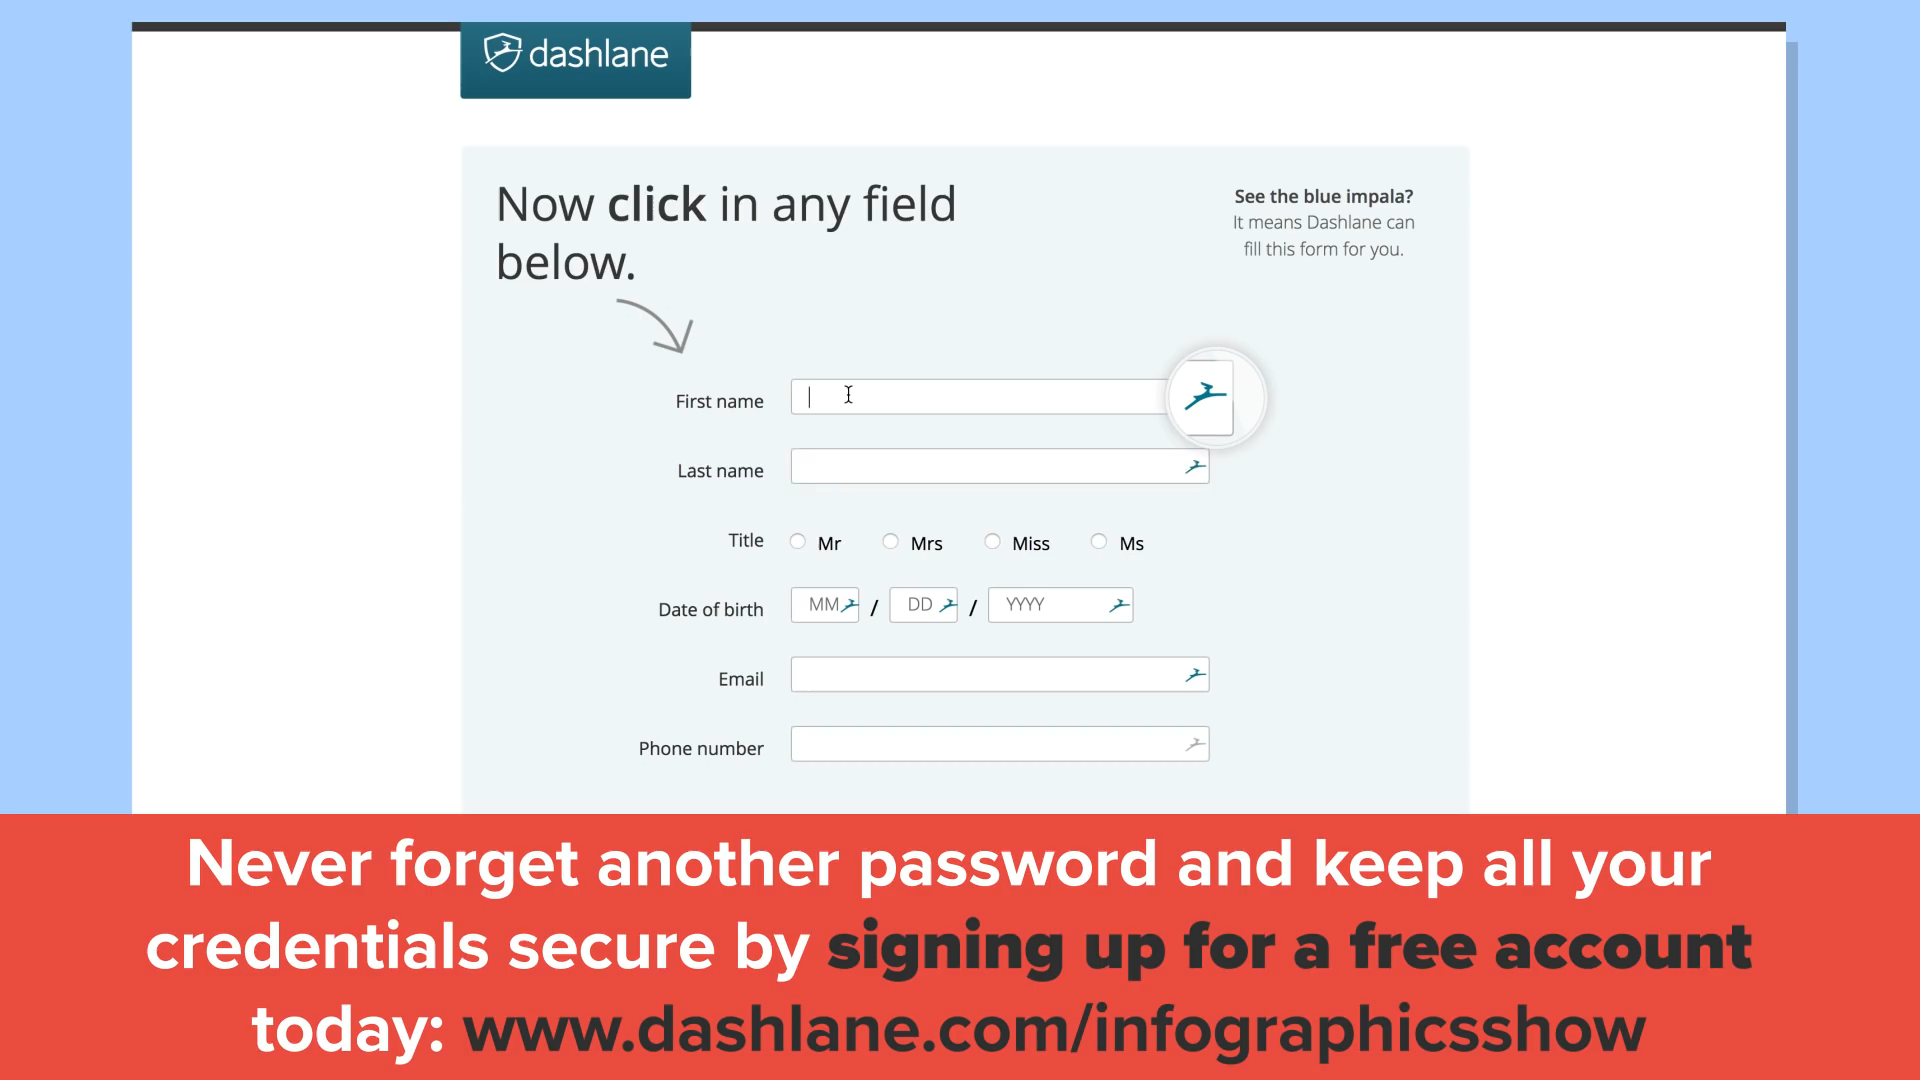 dashlane
Now click in any field
below.
See the blue impala?
It means Dashlane can
fill this form for you.
First name
Last name
Title Mr Mrs Miss Ms
Date of birth MM / DD / YYYY
Email
Phone number
Never forget another password and keep all your
credentials secure by signing up for a free account
today: www.dashlane.com/infographicsshow